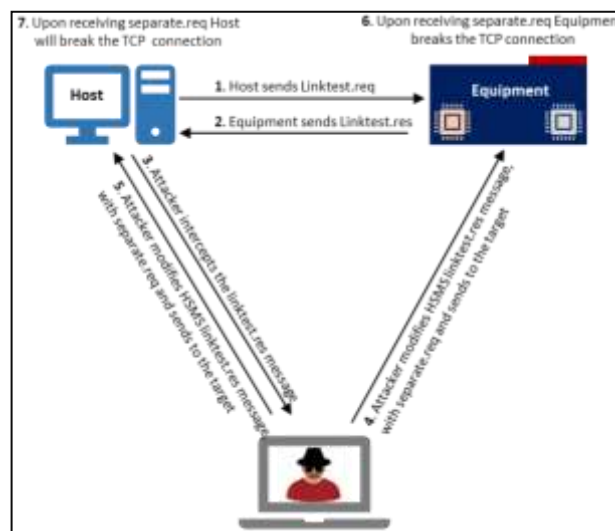 7. Upon receiving separate.req Host
will break the TCP connection
6. Upon receiving separate.req Equipmen
breaks the TCP connection
Host
1. Host sends Linktest.req
Equipment
2. Equipment sends Linktest.res
3. Attacker intercepts the linktest.res message
5. Attacker modifies HSMS linktest.res message,
with separate.req and sends to the target
4. Attacker modifies HSMS linktest.res message,
with separate.req and sends to the target